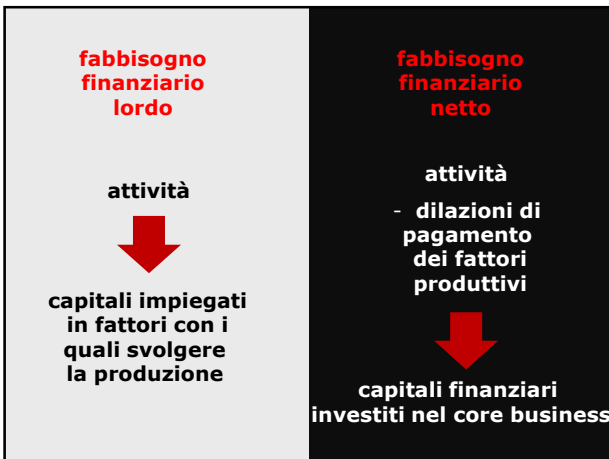 fabbisogno
finanziario
lordo
attività
capitali impiegati
in fattori con i
quali svolgere
la produzione
fabbisogno
finanziario
netto
attività
- dilazioni di
pagamento
dei fattori
produttivi
capitali finanziari
investiti nel core business